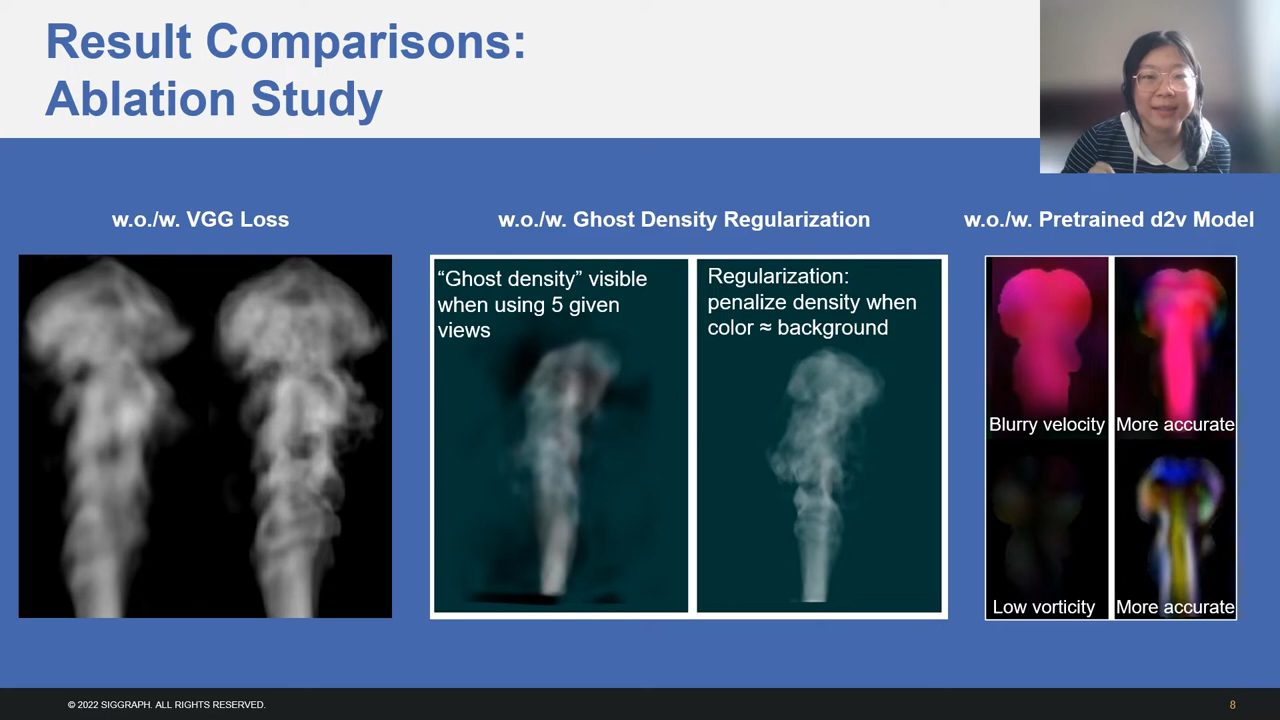 Result Comparisons:
Ablation Study
w.o./w. VGG Loss
w.o./w. Ghost Density Regularization
w.o./w. Pretrained d2v Model
“Ghost density” visible
when using 5 given
views
Regularization:
penalize density when
color ≈ background
Blurry velocity
More accurate
Low vorticity
More accurate
© 2022 SIGGRAPH. ALL RIGHTS RESERVED.
8